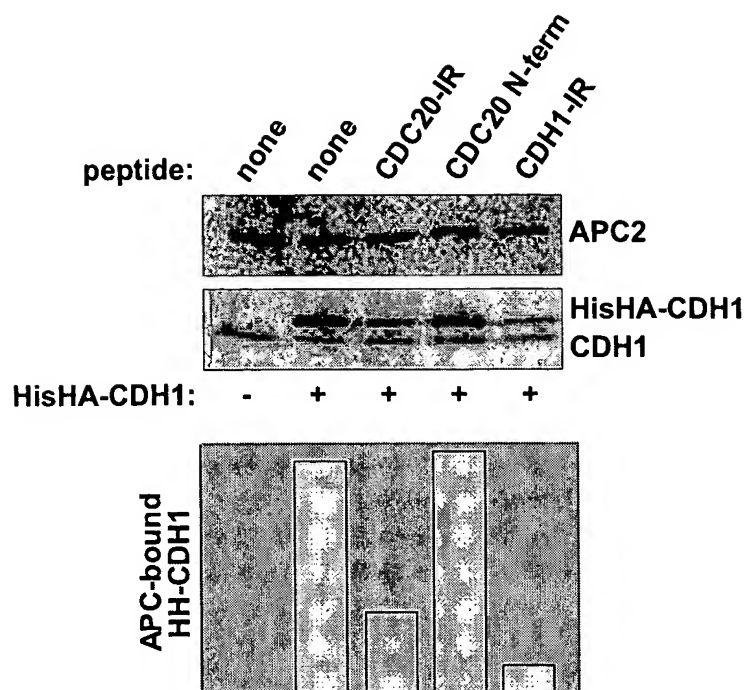 peptide: none none CDC20-IR CDC20 N-term CDH1-IR
APC2
HisHA-CDH1
CDH1
HisHA-CDH1: - + + + +
APC-bound
HH-CDH1